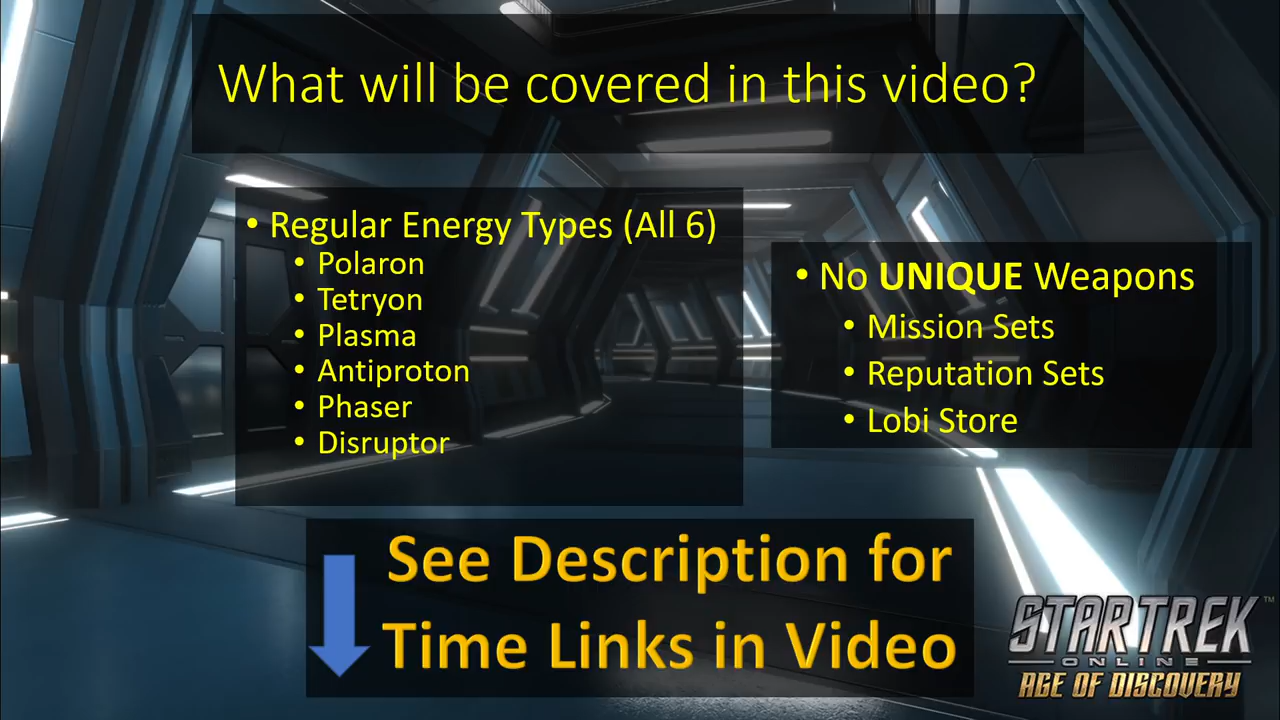 What will be covered in this video?
• Regular Energy Types (All 6)
• Polaron
• Tetryon
• Plasma
• Antiproton
• Phaser
• Disruptor
• No UNIQUE Weapons
• Mission Sets
• Reputation Sets
• Lobi Store
See Description for
Time Links in Video
STAR TREK™
ONLINE
AGE OF DISCOVERY